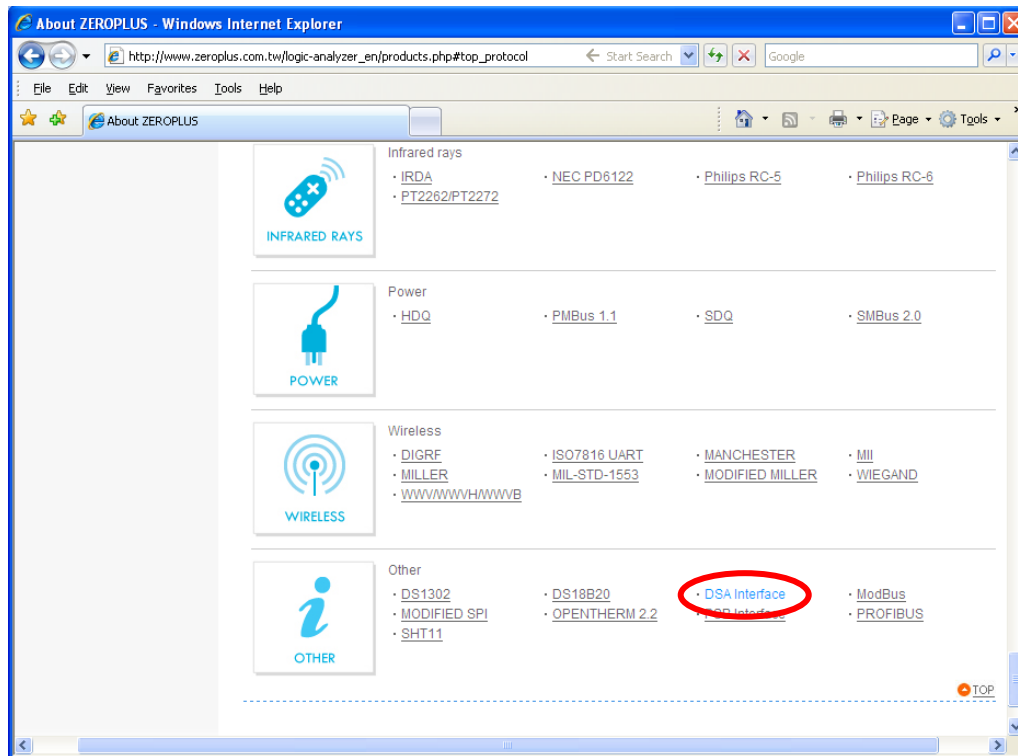 About ZEROPLUS - Windows Internet Explorer
http://www.zeroplus.com.tw/logic-analyzer_en/products.php#top_protocol Start Search Google
File Edit View Favorites Tools Help
About ZEROPLUS Page Tools
Infrared rays
· IRDA · NEC PD6122 · Philips RC-5 · Philips RC-6
· PT2262/PT2272
INFRARED RAYS
Power
· HDQ · PMBus 1.1 · SDQ · SMBus 2.0
POWER
Wireless
· DIGRF · ISO7816 UART · MANCHESTER · MII
· MILLER · MIL-STD-1553 · MODIFIED MILLER · WIEGAND
· WWV/WWVH/WWVB
WIRELESS
Other
· DS1302 · DS18B20 · DSA Interface · ModBus
· MODIFIED SPI · OPENTHERM 2.2 · Interface · PROFIBUS
· SHT11
OTHER
TOP